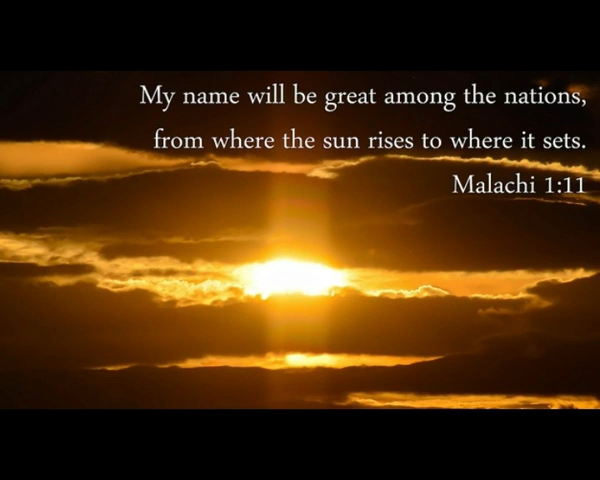 My name will be great among the nations,
from where the sun rises to where it sets.
Malachi 1:11